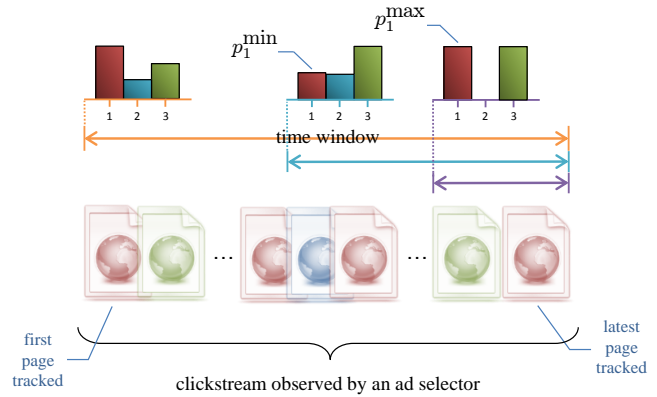 p₁ᵐⁱⁿ
p₁ᵐᵃˣ
1 2 3
1 2 3
1 2 3
time window
...
...
first
page
tracked
latest
page
tracked
clickstream observed by an ad selector